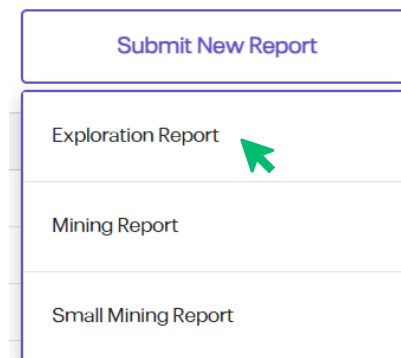 Submit New Report
Exploration Report
Mining Report
Small Mining Report